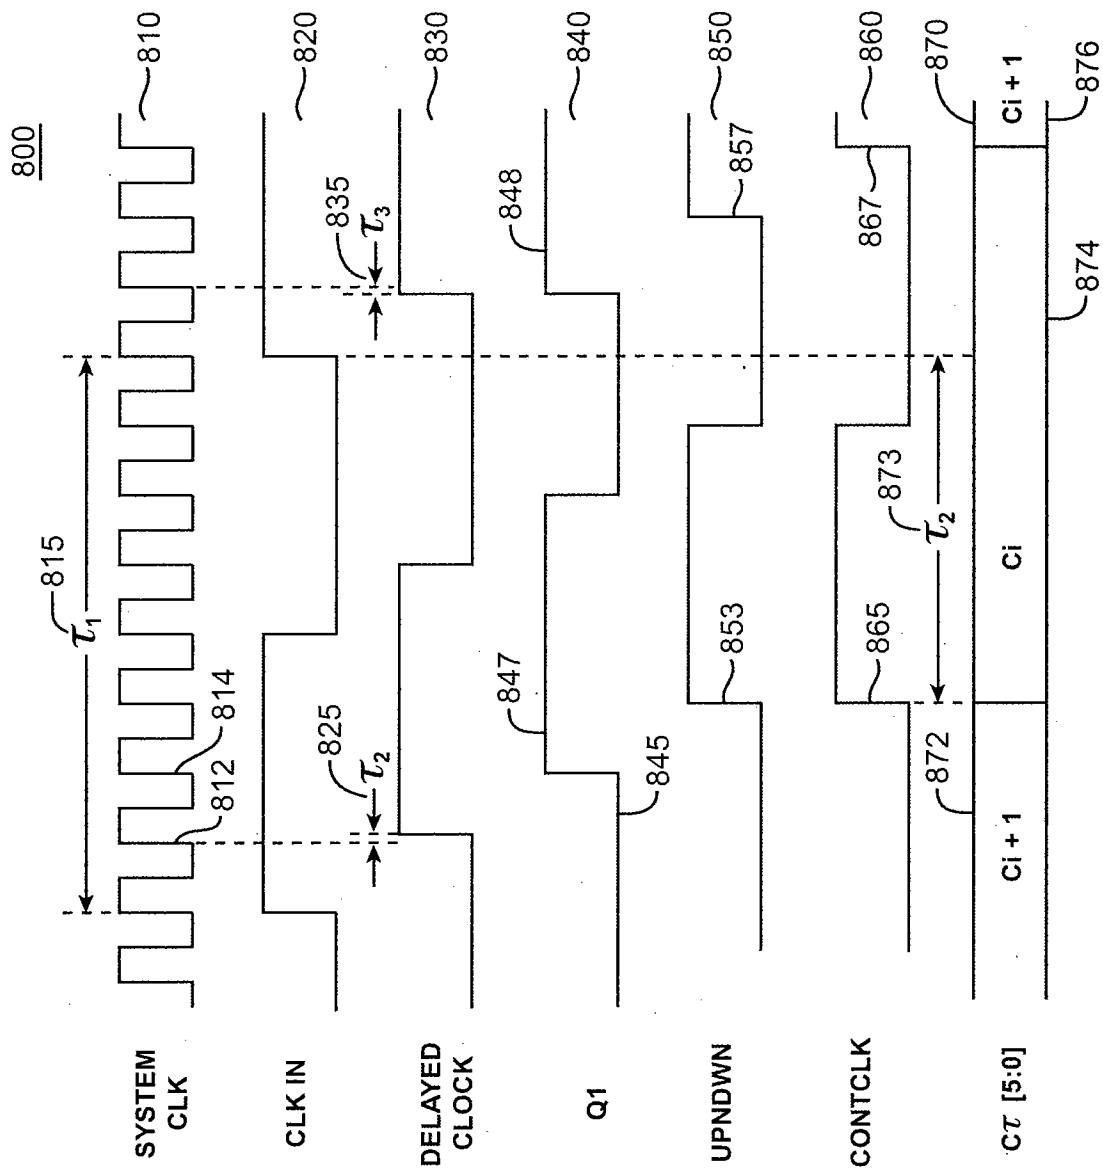 800
815
τ1
SYSTEM
CLK
812
814
810
CLK IN
820
825
τ2
835
τ3
DELAYED
CLOCK
830
847
848
Q1
845
840
UPNDWN
853
857
850
CONTCLK
865
867
860
873
τ2
872
870
Cτ [5:0]
Ci + 1
Ci
Ci + 1
874
876